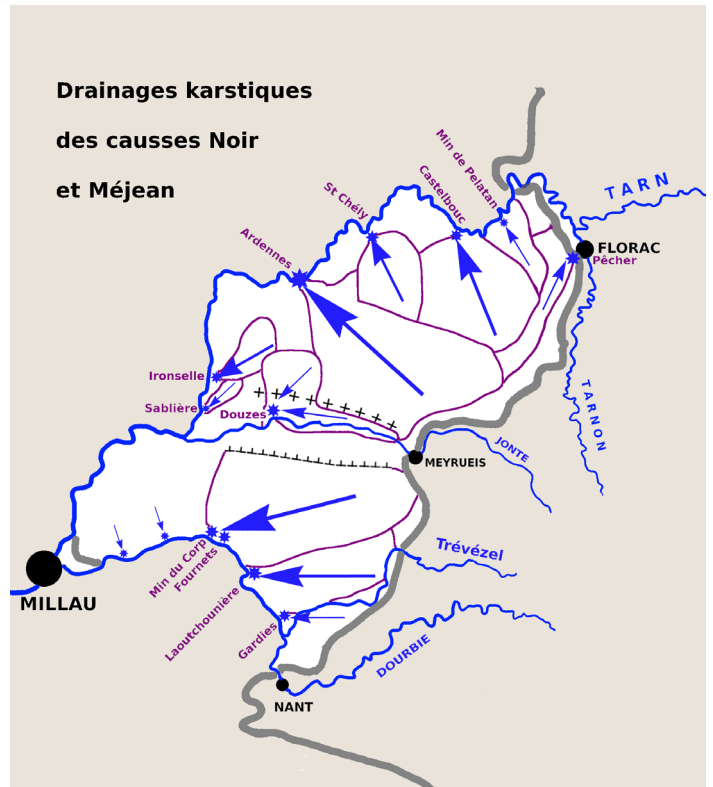 Drainages karstiques
des causses Noir
et Méjean
Min de Pelatan
Castelbouc
St Chély
Ardennes
TARN
FLORAC
Pêcher
Ironselle
Sablière
Douzes
TARNON
JONTE
MEYRUEIS
Min du Corp
Fournets
Trévézel
MILLAU
Laoutchounière
Gardies
DOURBIE
NANT